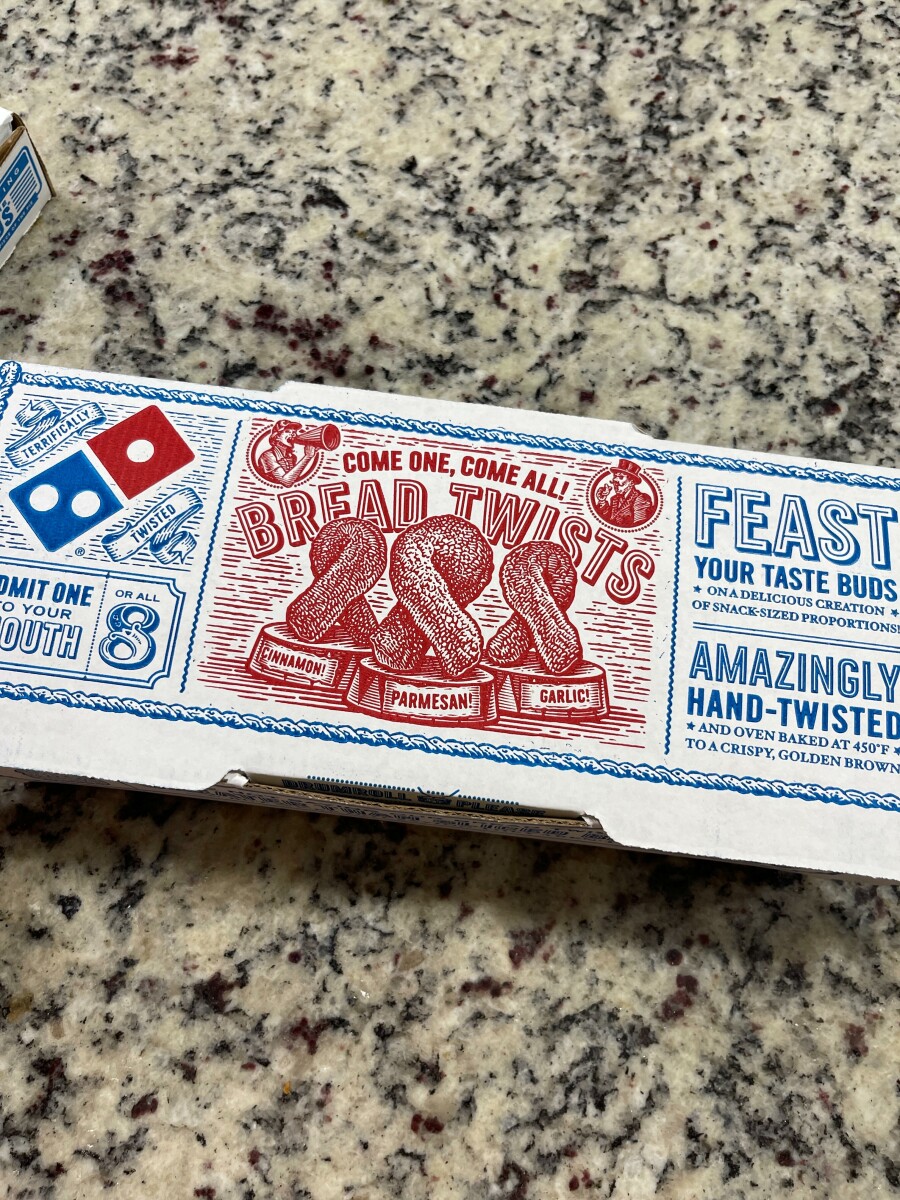 TERRIFICALLY
TWISTED
®
DMIT ONE
TO YOUR
MOUTH
OR ALL
8
COME ONE, COME ALL!
BREAD TWISTS
CINNAMON!
PARMESAN!
GARLIC!
FEAST
YOUR TASTE BUDS
★ ON A DELICIOUS CREATION ★
OF SNACK-SIZED PROPORTIONS!
AMAZINGLY
HAND-TWISTED
★ AND OVEN BAKED AT 450°F ★
TO A CRISPY, GOLDEN BROWN